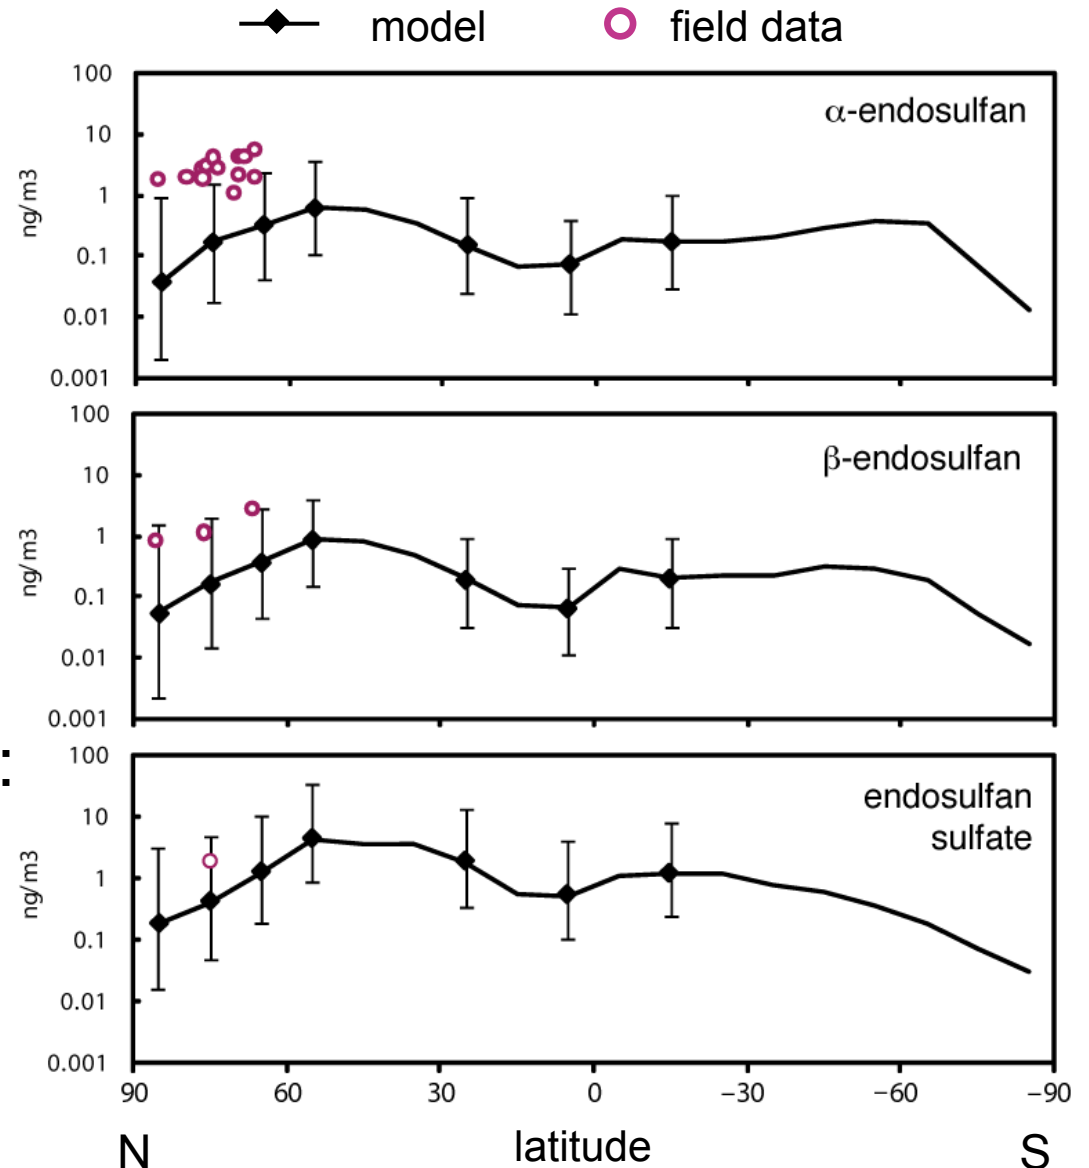 model field data
100
α-endosulfan
10
1
0.1
0.01
0.001
ng/m3
100
β-endosulfan
10
1
0.1
0.01
0.001
ng/m3
:
100
endosulfan
sulfate
10
1
0.1
0.01
0.001
ng/m3
90 60 30 0 −30 −60 −90
N latitude S